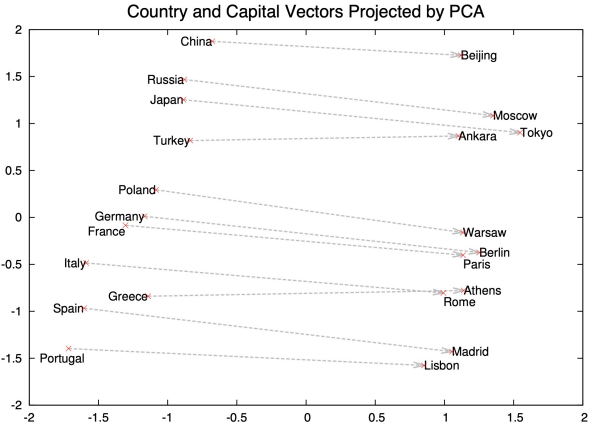 Country and Capital Vectors Projected by PCA
2
China
Beijing
1.5
Russia
Japan
Moscow
1
Tokyo
Turkey
Ankara
0.5
Poland
Germany
0
France
Warsaw
Berlin
Paris
-0.5
Italy
Athens
Greece
Rome
-1
Spain
Madrid
-1.5
Portugal
Lisbon
-2
-2 -1.5 -1 -0.5 0 0.5 1 1.5 2